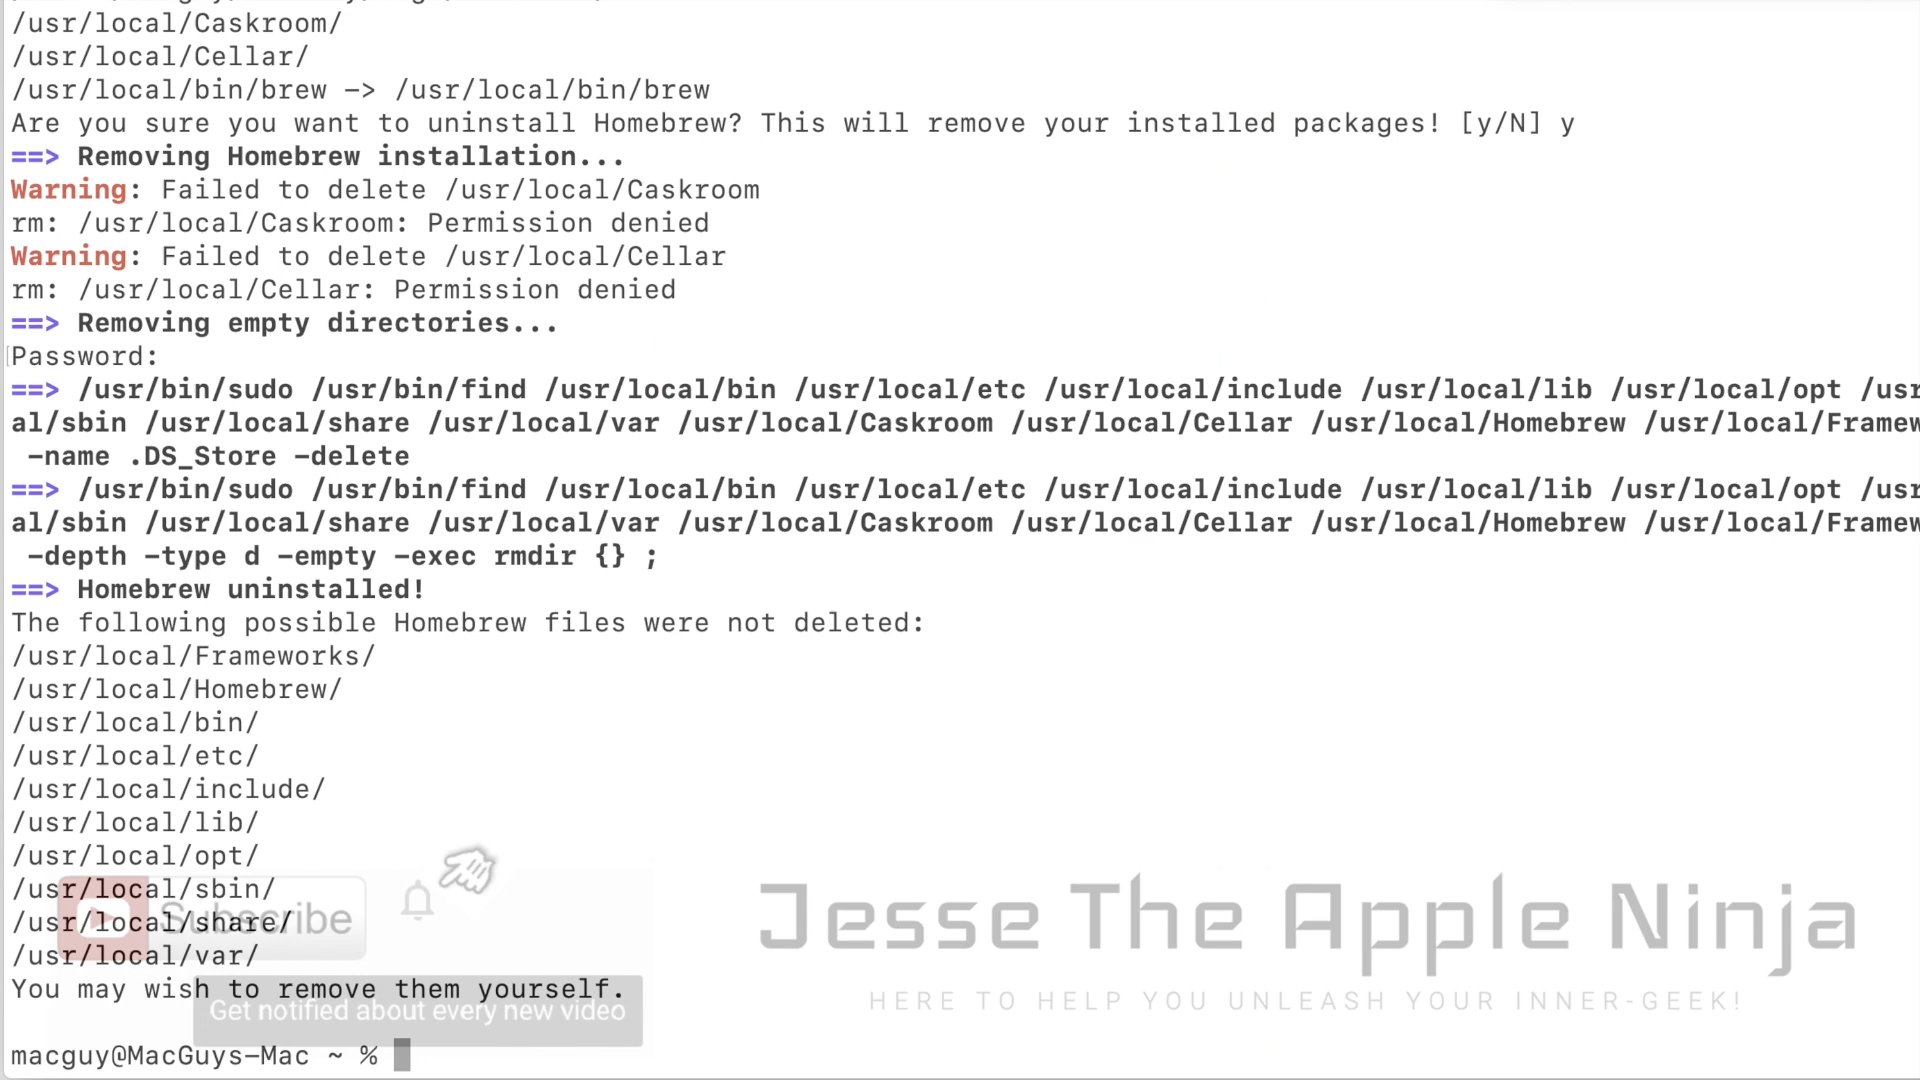 /usr/local/Caskroom/
/usr/local/Cellar/
/usr/local/bin/brew -> /usr/local/bin/brew
Are you sure you want to uninstall Homebrew? This will remove your installed packages! [y/N] y
==> Removing Homebrew installation...
Warning: Failed to delete /usr/local/Caskroom
rm: /usr/local/Caskroom: Permission denied
Warning: Failed to delete /usr/local/Cellar
rm: /usr/local/Cellar: Permission denied
==> Removing empty directories...
Password:
==> /usr/bin/sudo /usr/bin/find /usr/local/bin /usr/local/etc /usr/local/include /usr/local/lib /usr/local/opt /usr
al/sbin /usr/local/share /usr/local/var /usr/local/Caskroom /usr/local/Cellar /usr/local/Homebrew /usr/local/Framew
-name .DS_Store -delete
==> /usr/bin/sudo /usr/bin/find /usr/local/bin /usr/local/etc /usr/local/include /usr/local/lib /usr/local/opt /usr
al/sbin /usr/local/share /usr/local/var /usr/local/Caskroom /usr/local/Cellar /usr/local/Homebrew /usr/local/Framew
-depth -type d -empty -exec rmdir {} ;
==> Homebrew uninstalled!
The following possible Homebrew files were not deleted:
/usr/local/Frameworks/
/usr/local/Homebrew/
/usr/local/bin/
/usr/local/etc/
/usr/local/include/
/usr/local/lib/
/usr/local/opt/
/usr/local/sbin/
/usr/local/share/
/usr/local/var/
You may wish to remove them yourself.
macguy@MacGuys-Mac ~ %
Subscribe
Get notified about every new video
Jesse The Apple Ninja
HERE TO HELP YOU UNLEASH YOUR INNER-GEEK!